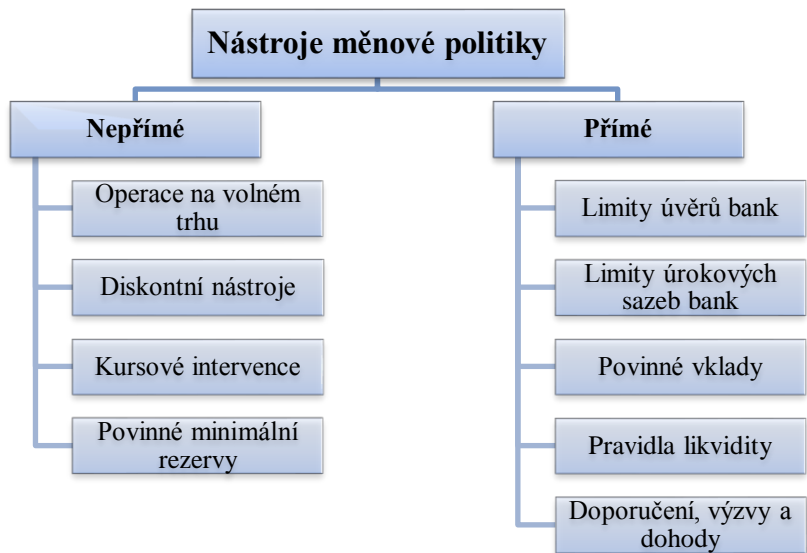 Nástroje měnové politiky
Nepřímé
Operace na volném
trhu
Diskontní nástroje
Kursové intervence
Povinné minimální
rezervy
Přímé
Limity úvěrů bank
Limity úrokových
sazeb bank
Povinné vklady
Pravidla likvidity
Doporučení, výzvy a
dohody